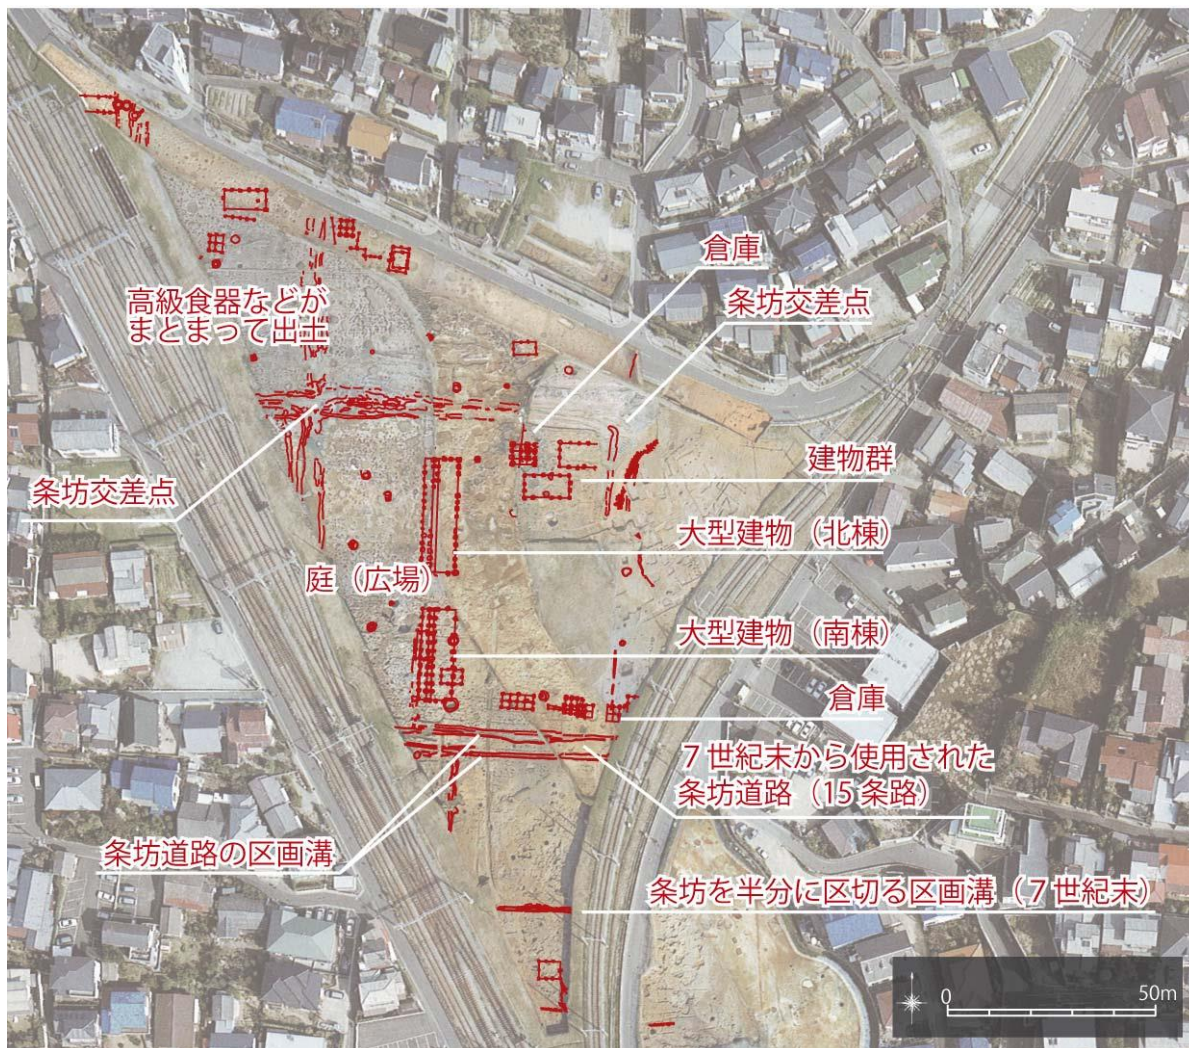 倉庫
条坊交差点
高級食器などが
まとまって出土
建物群
条坊交差点
大型建物（北棟）
庭（広場）
大型建物（南棟）
倉庫
７世紀末から使用された
条坊道路（15条路）
条坊道路の区画溝
条坊を半分に区切る区画溝（７世紀末）
0 50m